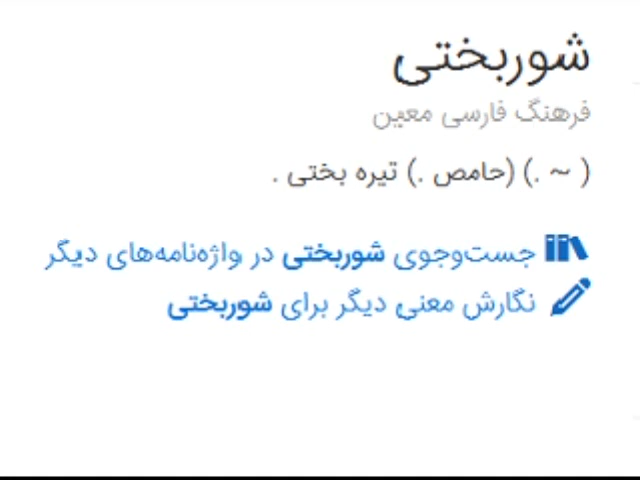 شوربختی
فرهنگ فارسی معین
( ~ .) (حامص .) تیره بختی .
جست‌وجوی شوربختی در واژه‌نامه‌های دیگر
نگارش معنی دیگر برای شوربختی